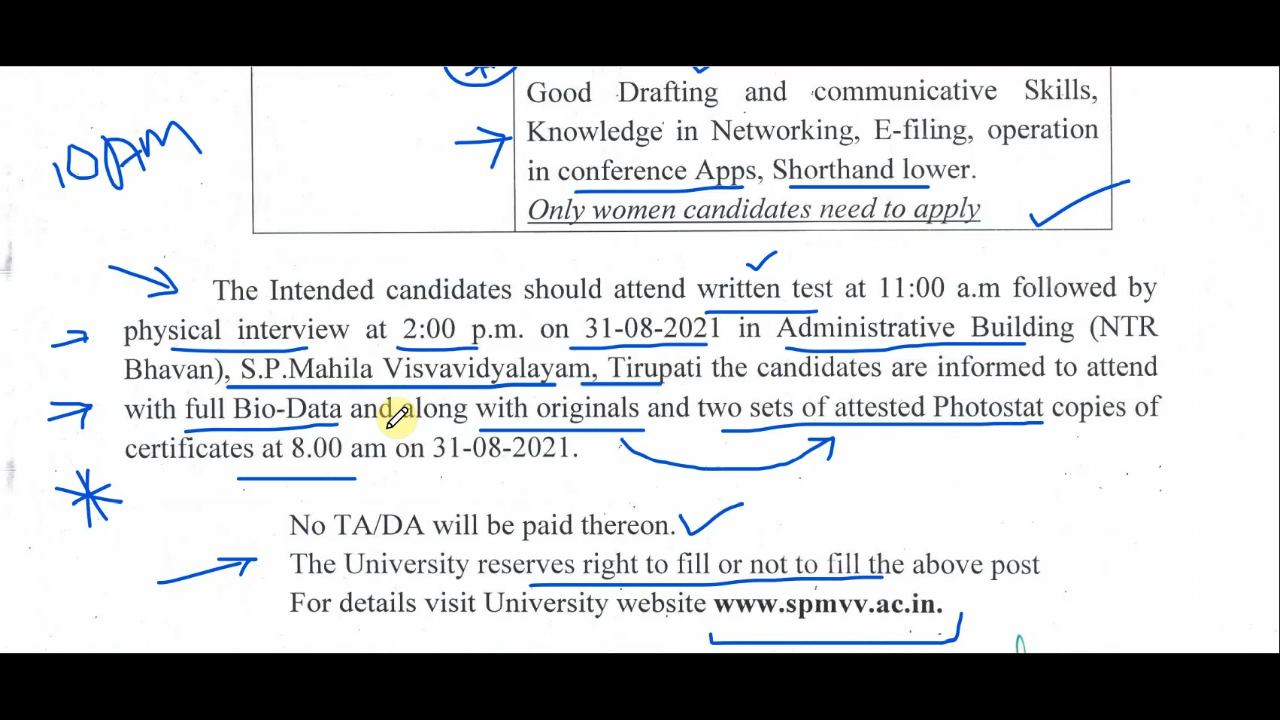 Good Drafting and communicative Skills,
Knowledge in Networking, E-filing, operation
in conference Apps, Shorthand lower.
Only women candidates need to apply
10 AM
The Intended candidates should attend written test at 11:00 a.m followed by
physical interview at 2:00 p.m. on 31-08-2021 in Administrative Building (NTR
Bhavan), S.P.Mahila Visvavidyalayam, Tirupati the candidates are informed to attend
with full Bio-Data and along with originals and two sets of attested Photostat copies of
certificates at 8.00 am on 31-08-2021.
No TA/DA will be paid thereon.
The University reserves right to fill or not to fill the above post
For details visit University website www.spmvv.ac.in.